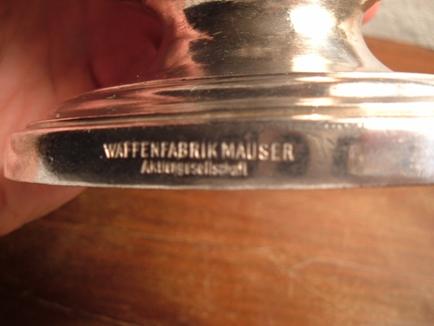 WAFFENFABRIK MAUSER
Aktiengesellschaft